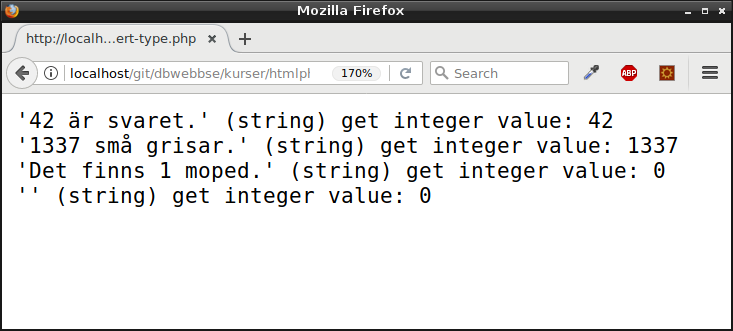 Mozilla Firefox
http://localh...ert-type.php
localhost/git/dbwebbse/kurser/htmlpl
170%
Search
ABP
'42 är svaret.' (string) get integer value: 42
'1337 små grisar.' (string) get integer value: 1337
'Det finns 1 moped.' (string) get integer value: 0
'' (string) get integer value: 0